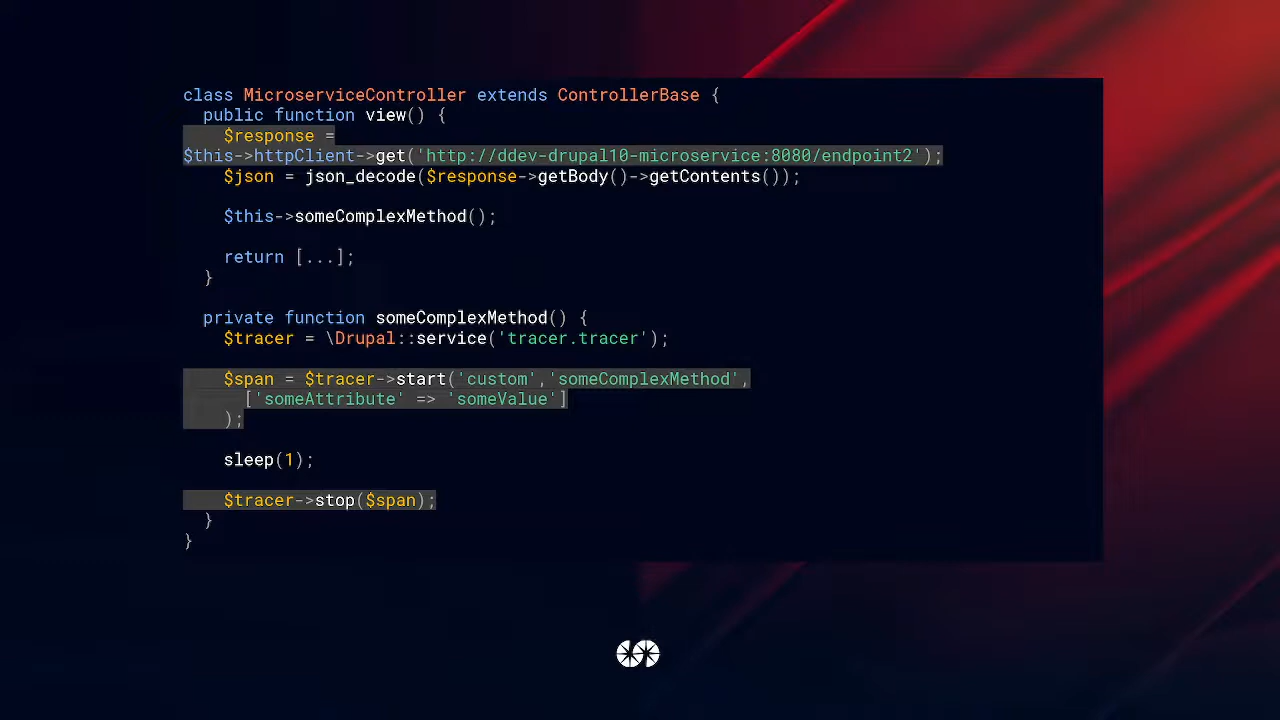 class MicroserviceController extends ControllerBase {
public function view() {
$response =
$this->httpClient->get('http://ddev-drupal10-microservice:8080/endpoint2');
$json = json_decode($response->getBody()->getContents());
$this->someComplexMethod();
return [...];
}
private function someComplexMethod() {
$tracer = \Drupal::service('tracer.tracer');
$span = $tracer->start('custom','someComplexMethod',
['someAttribute' => 'someValue']
);
sleep(1);
$tracer->stop($span);
}
}